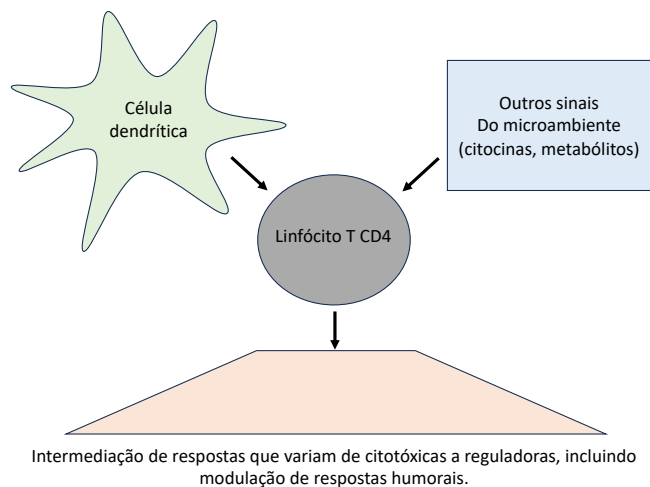 Célula
dendrítica
Outros sinais
Do microambiente
(citocinas, metabólitos)
Linfócito T CD4
Intermediação de respostas que variam de citotóxicas a reguladoras, incluindo
modulação de respostas humorais.